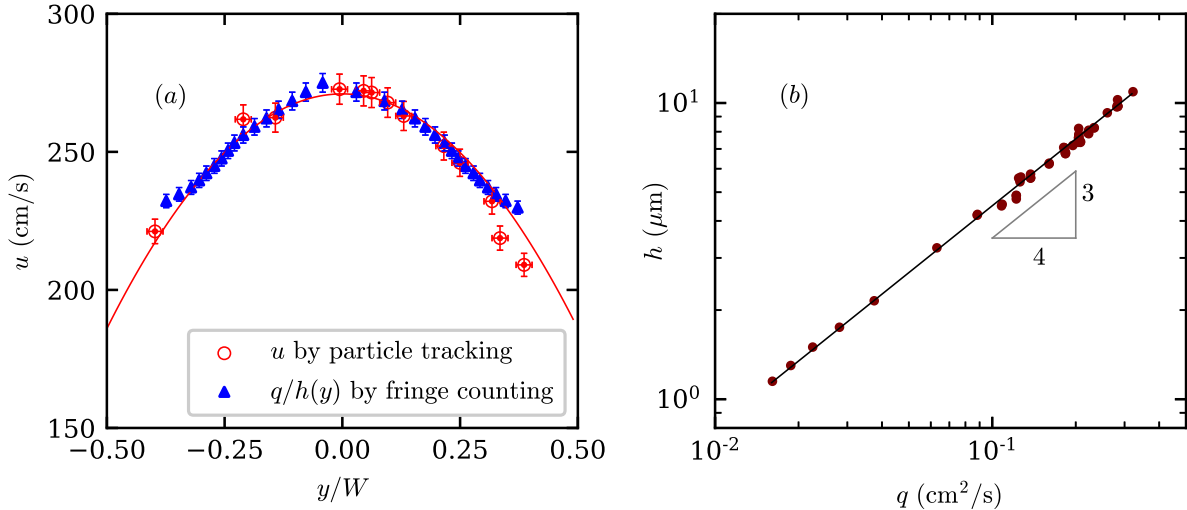 300
250
200
150
u (cm/s)
(a)
u by particle tracking
q/h(y) by fringe counting
−0.50
−0.25
0.00
0.25
0.50
y/W
10¹
10⁰
h (μm)
(b)
3
4
10⁻²
10⁻¹
q (cm²/s)